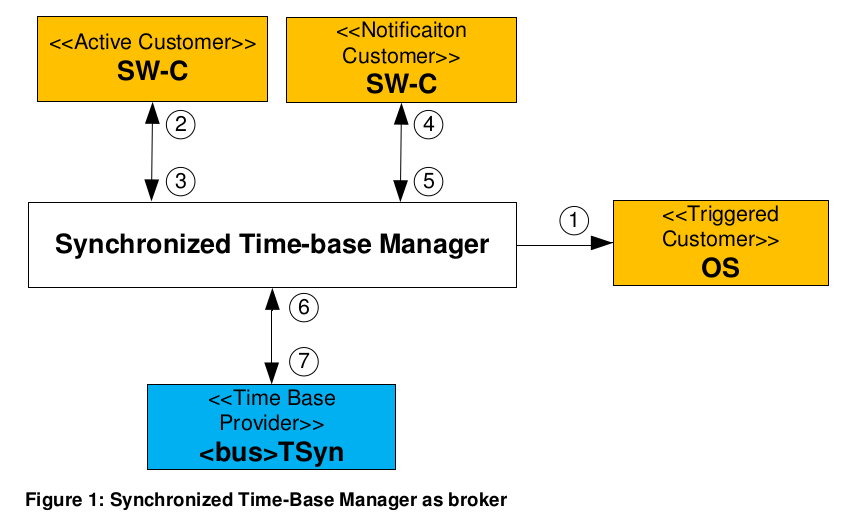 <<Active Customer>>
SW-C
<<Notificaiton
Customer>>
SW-C
2
4
3
5
Synchronized Time-base Manager
1
<<Triggered
Customer>>
OS
6
7
<<Time Base
Provider>>
<bus>TSyn
Figure 1: Synchronized Time-Base Manager as broker